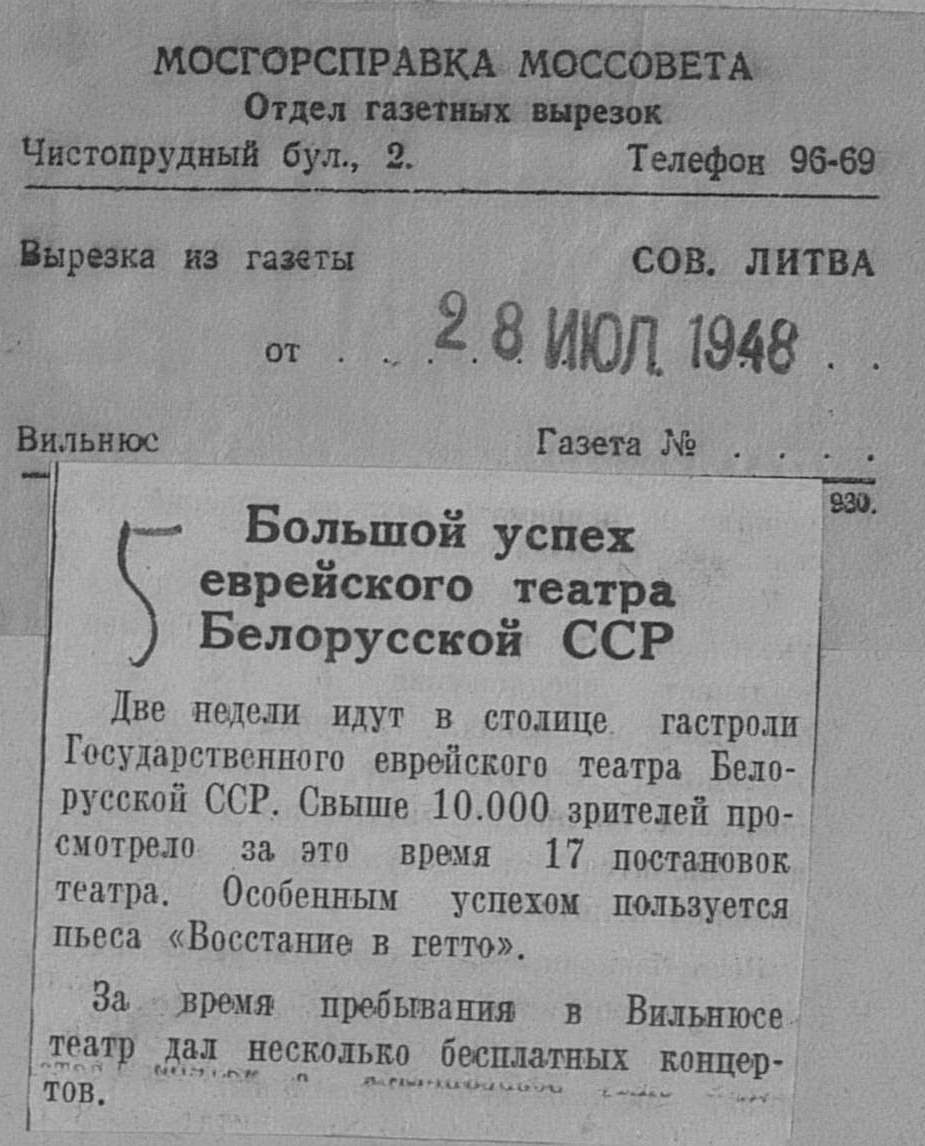 МОСГОРСПРАВКА МОССОВЕТА
Отдел газетных вырезок
Чистопрудный бул., 2. Телефон 96-69
Вырезка из газеты СОВ. ЛИТВА
от . . . 28 ИЮЛ. 1948 . .
Вильнюс Газета № . . . .
930.
5
Большой успех
еврейского театра
Белорусской ССР
Две недели идут в столице гастроли
Государственного еврейского театра Бело-
русской ССР. Свыше 10.000 зрителей про-
смотрело за это время 17 постановок
театра. Особенным успехом пользуется
пьеса «Восстание в гетто».
За время пребывания в Вильнюсе
театр дал несколько бесплатных концер-
тов.